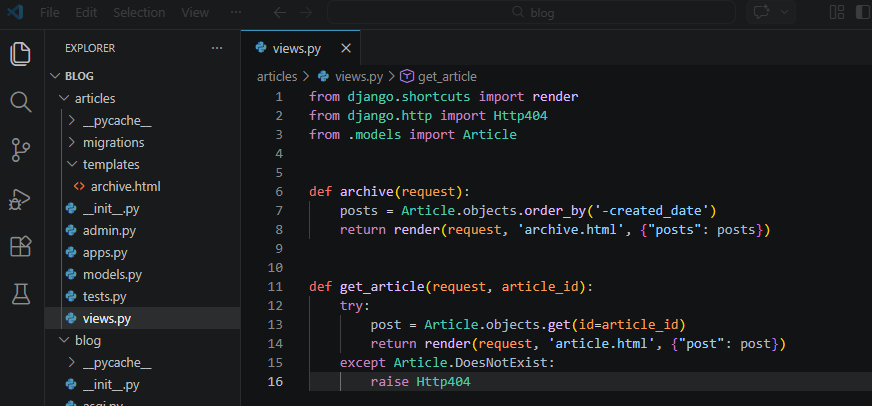 File Edit Selection View ··· blog
EXPLORER ···
BLOG
articles
__pycache__
migrations
templates
<> archive.html
__init__.py
admin.py
apps.py
models.py
tests.py
views.py
blog
__pycache__
__init__.py
asgi.py
views.py
articles > views.py > get_article
1 from django.shortcuts import render
2 from django.http import Http404
3 from .models import Article
4
5
6 def archive(request):
7     posts = Article.objects.order_by('-created_date')
8     return render(request, 'archive.html', {"posts": posts})
9
10
11 def get_article(request, article_id):
12     try:
13         post = Article.objects.get(id=article_id)
14         return render(request, 'article.html', {"post": post})
15     except Article.DoesNotExist:
16         raise Http404